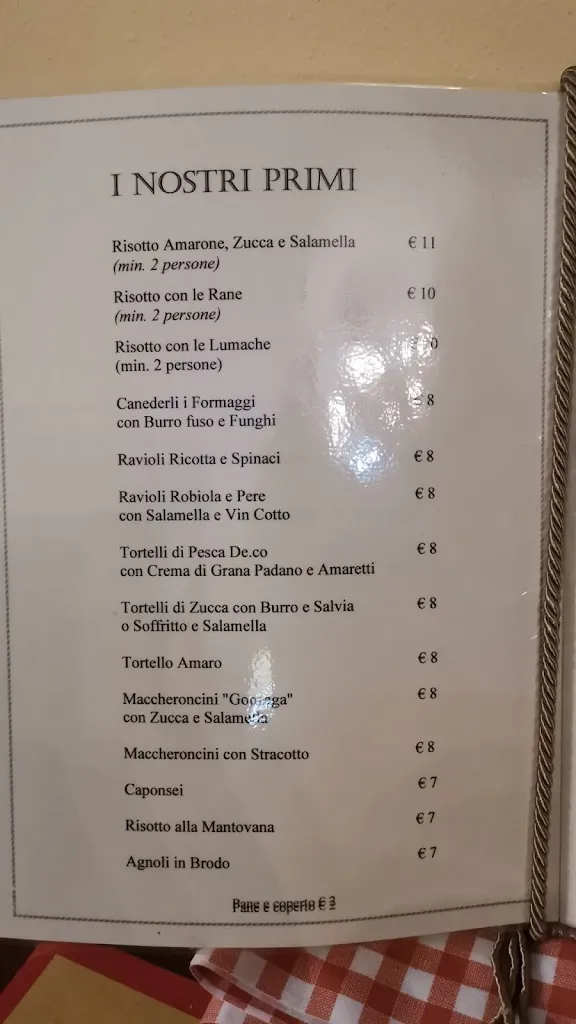 I NOSTRI PRIMI
Risotto Amarone, Zucca e Salamella € 11
(min. 2 persone)
Risotto con le Rane € 10
(min. 2 persone)
Risotto con le Lumache
(min. 2 persone)
Canederli i Formaggi € 8
con Burro fuso e Funghi
Ravioli Ricotta e Spinaci € 8
Ravioli Robiola e Pere € 8
con Salamella e Vin Cotto
Tortelli di Pesca De.co € 8
con Crema di Grana Padano e Amaretti
Tortelli di Zucca con Burro e Salvia € 8
o Soffritto e Salamella
Tortello Amaro € 8
Maccheroncini € 8
con Zucca e Salamella
Maccheroncini con Stracotto € 8
Caponsei € 7
Risotto alla Mantovana € 7
Agnoli in Brodo € 7
Pane e coperto €